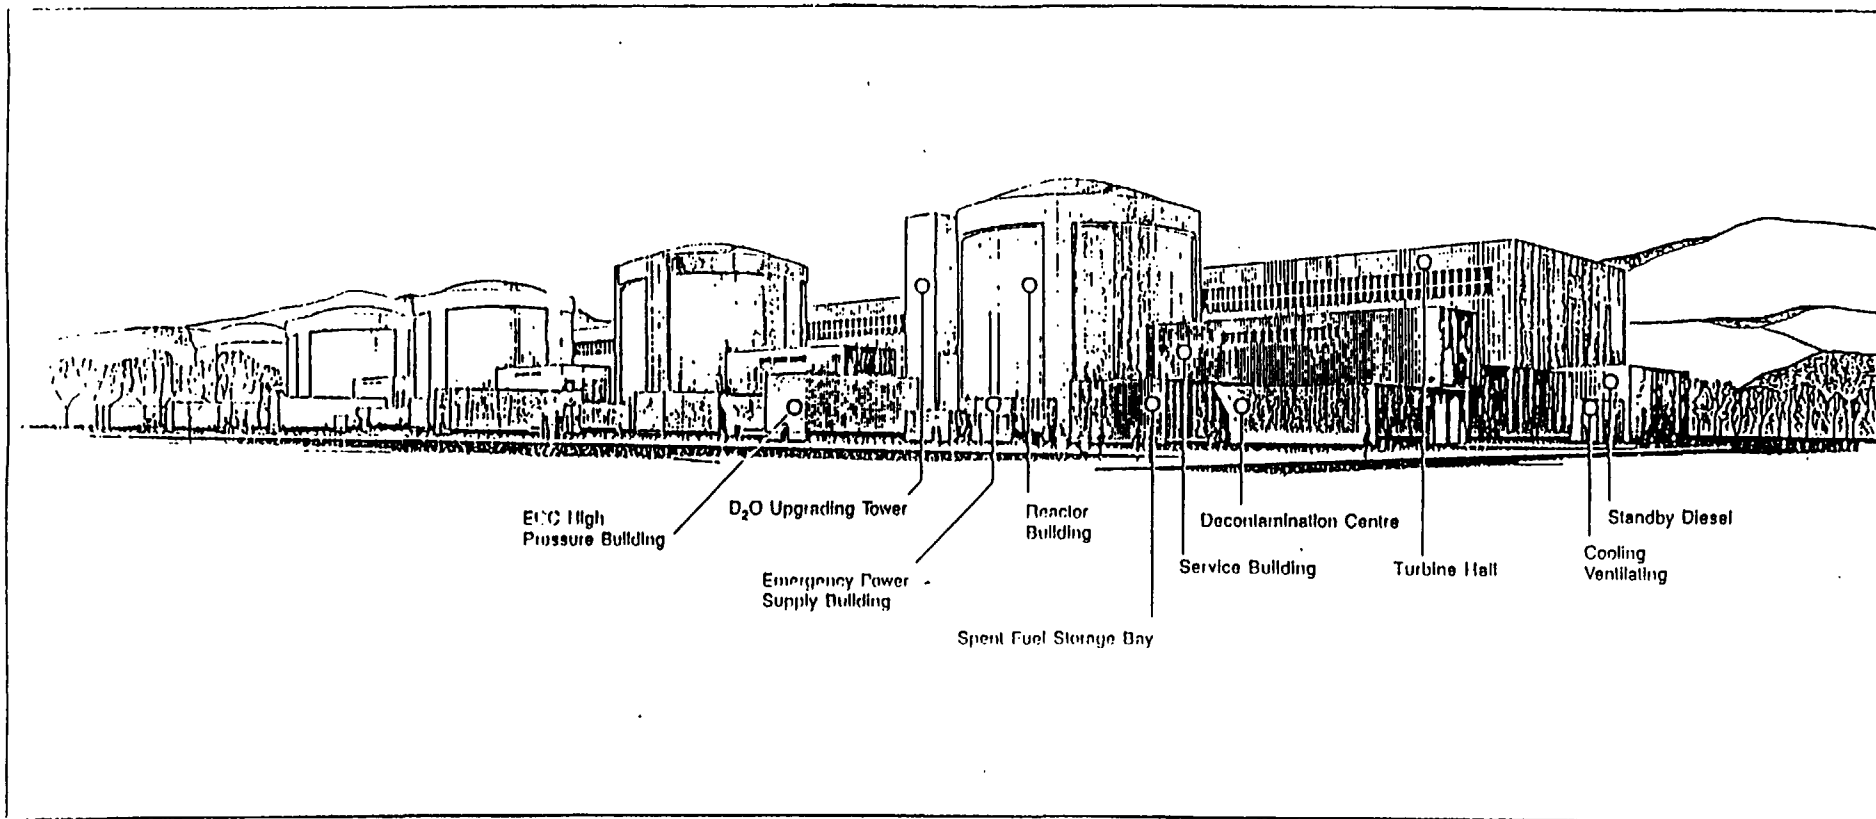 ECC High
Pressure Building
D₂O Upgrading Tower
Emergency Power
Supply Building
Reactor
Building
Spent Fuel Storage Bay
Service Building
Decontamination Centre
Turbine Hall
Standby Diesel
Cooling
Ventilating